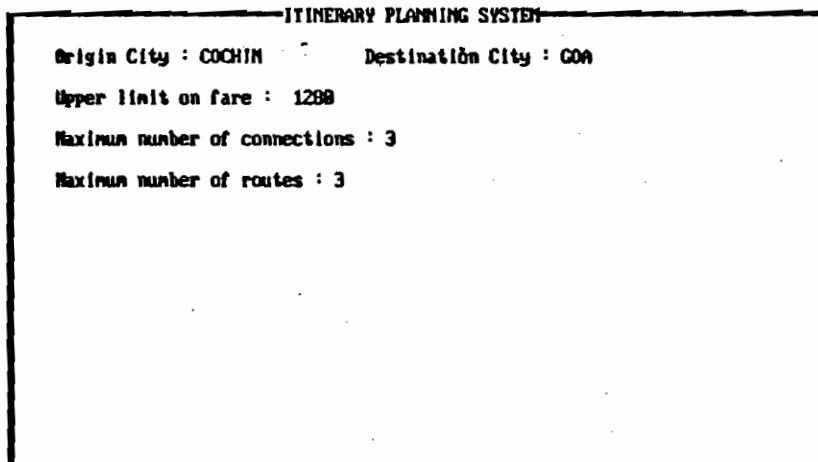 ITINERARY PLANNING SYSTEM
Origin City : COCHIN Destination City : GOA
Upper limit on fare : 1200
Maximum number of connections : 3
Maximum number of routes : 3